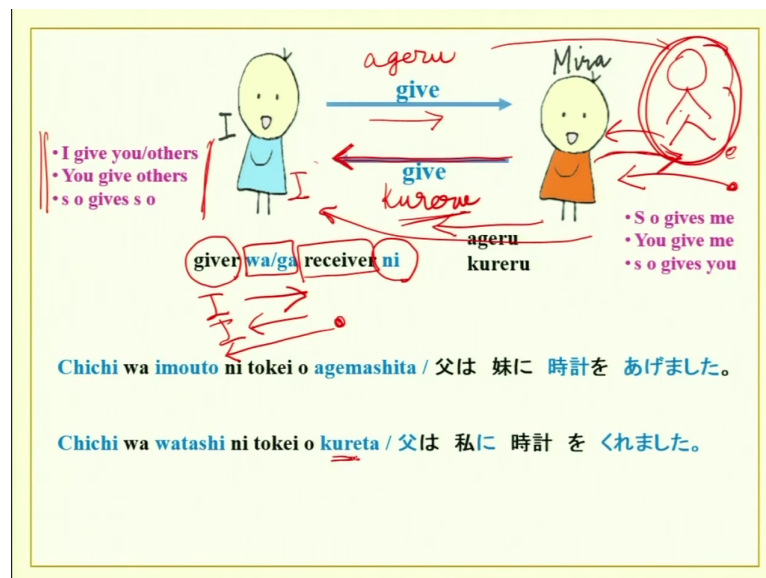 ageru
Mira
give
I
• I give you/others
• You give others
• s o gives s o
give
I
e
• S o gives me
• You give me
• s o gives you
giver wa/ga receiver ni
ageru
kureru
I
I
Chichi wa imouto ni tokei o agemashita / 父は 妹に 時計を あげました。
Chichi wa watashi ni tokei o kureta / 父は 私に 時計 を くれました。